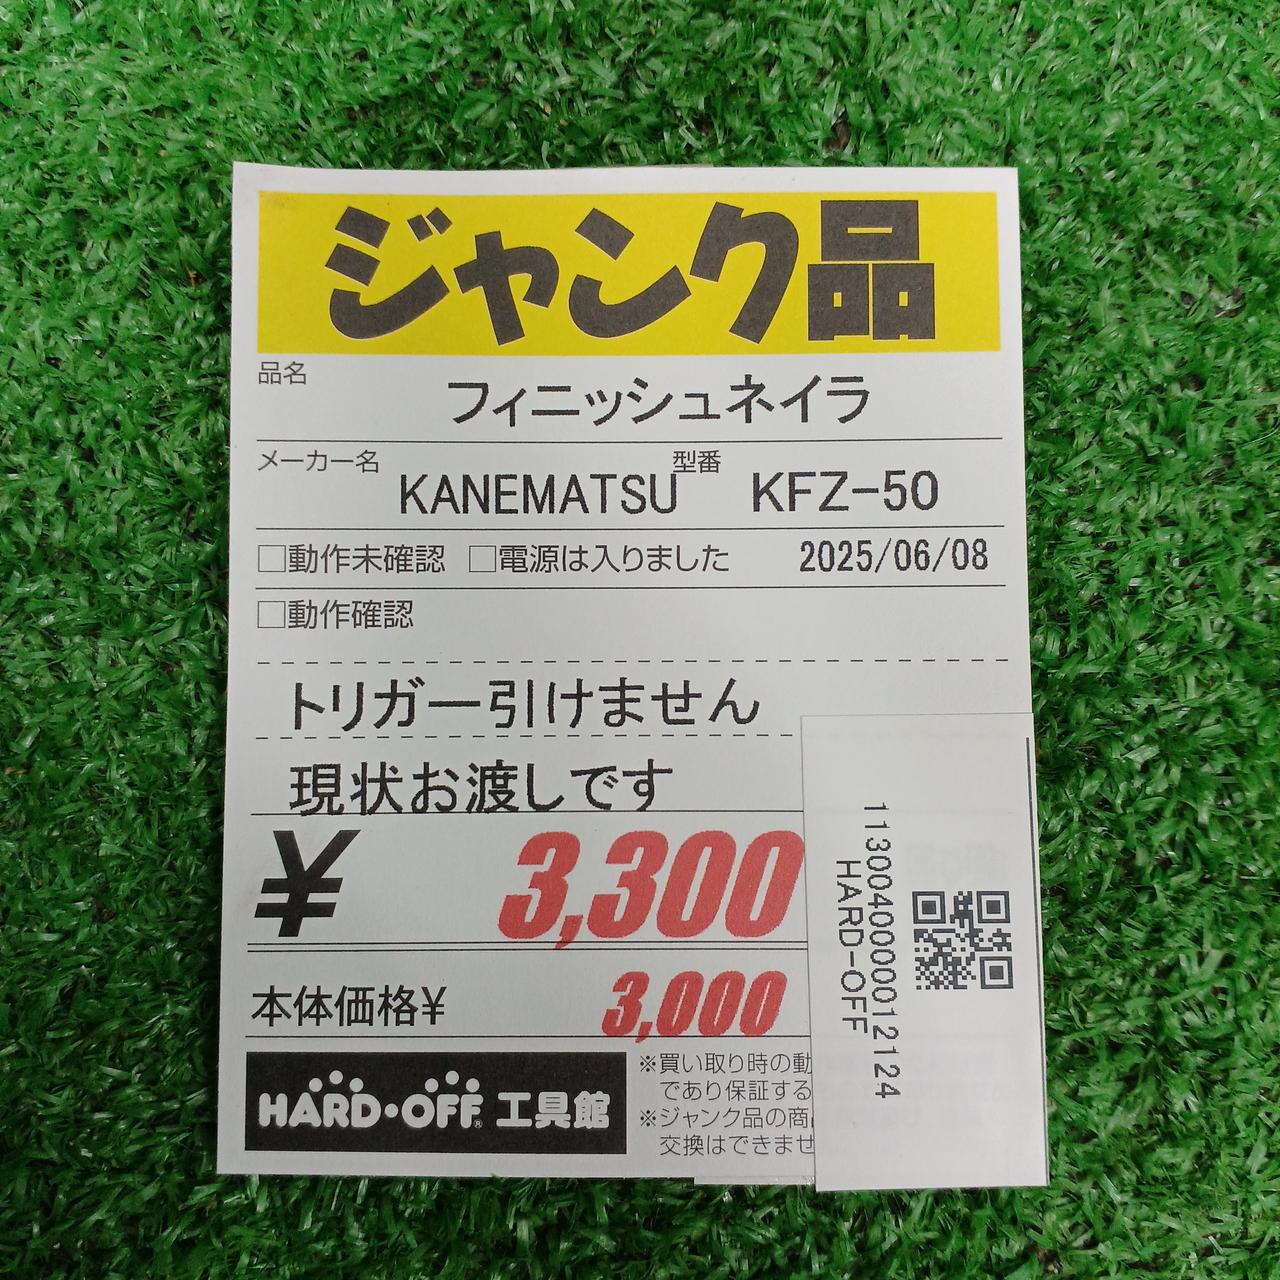 ジャンク品
品名
フィニッシュネイラ
メーカー名 KANEMATSU 型番 KFZ-50
□動作未確認 □電源は入りました 2025/06/08
□動作確認
トリガー引けません
現状お渡しです
¥ 3,300
本体価格¥ 3,000
HARD・OFF® 工具館
※買い取り時の動
であり保証する
※ジャンク品の商
交換はできませ
1130040000012124
HARD-OFF